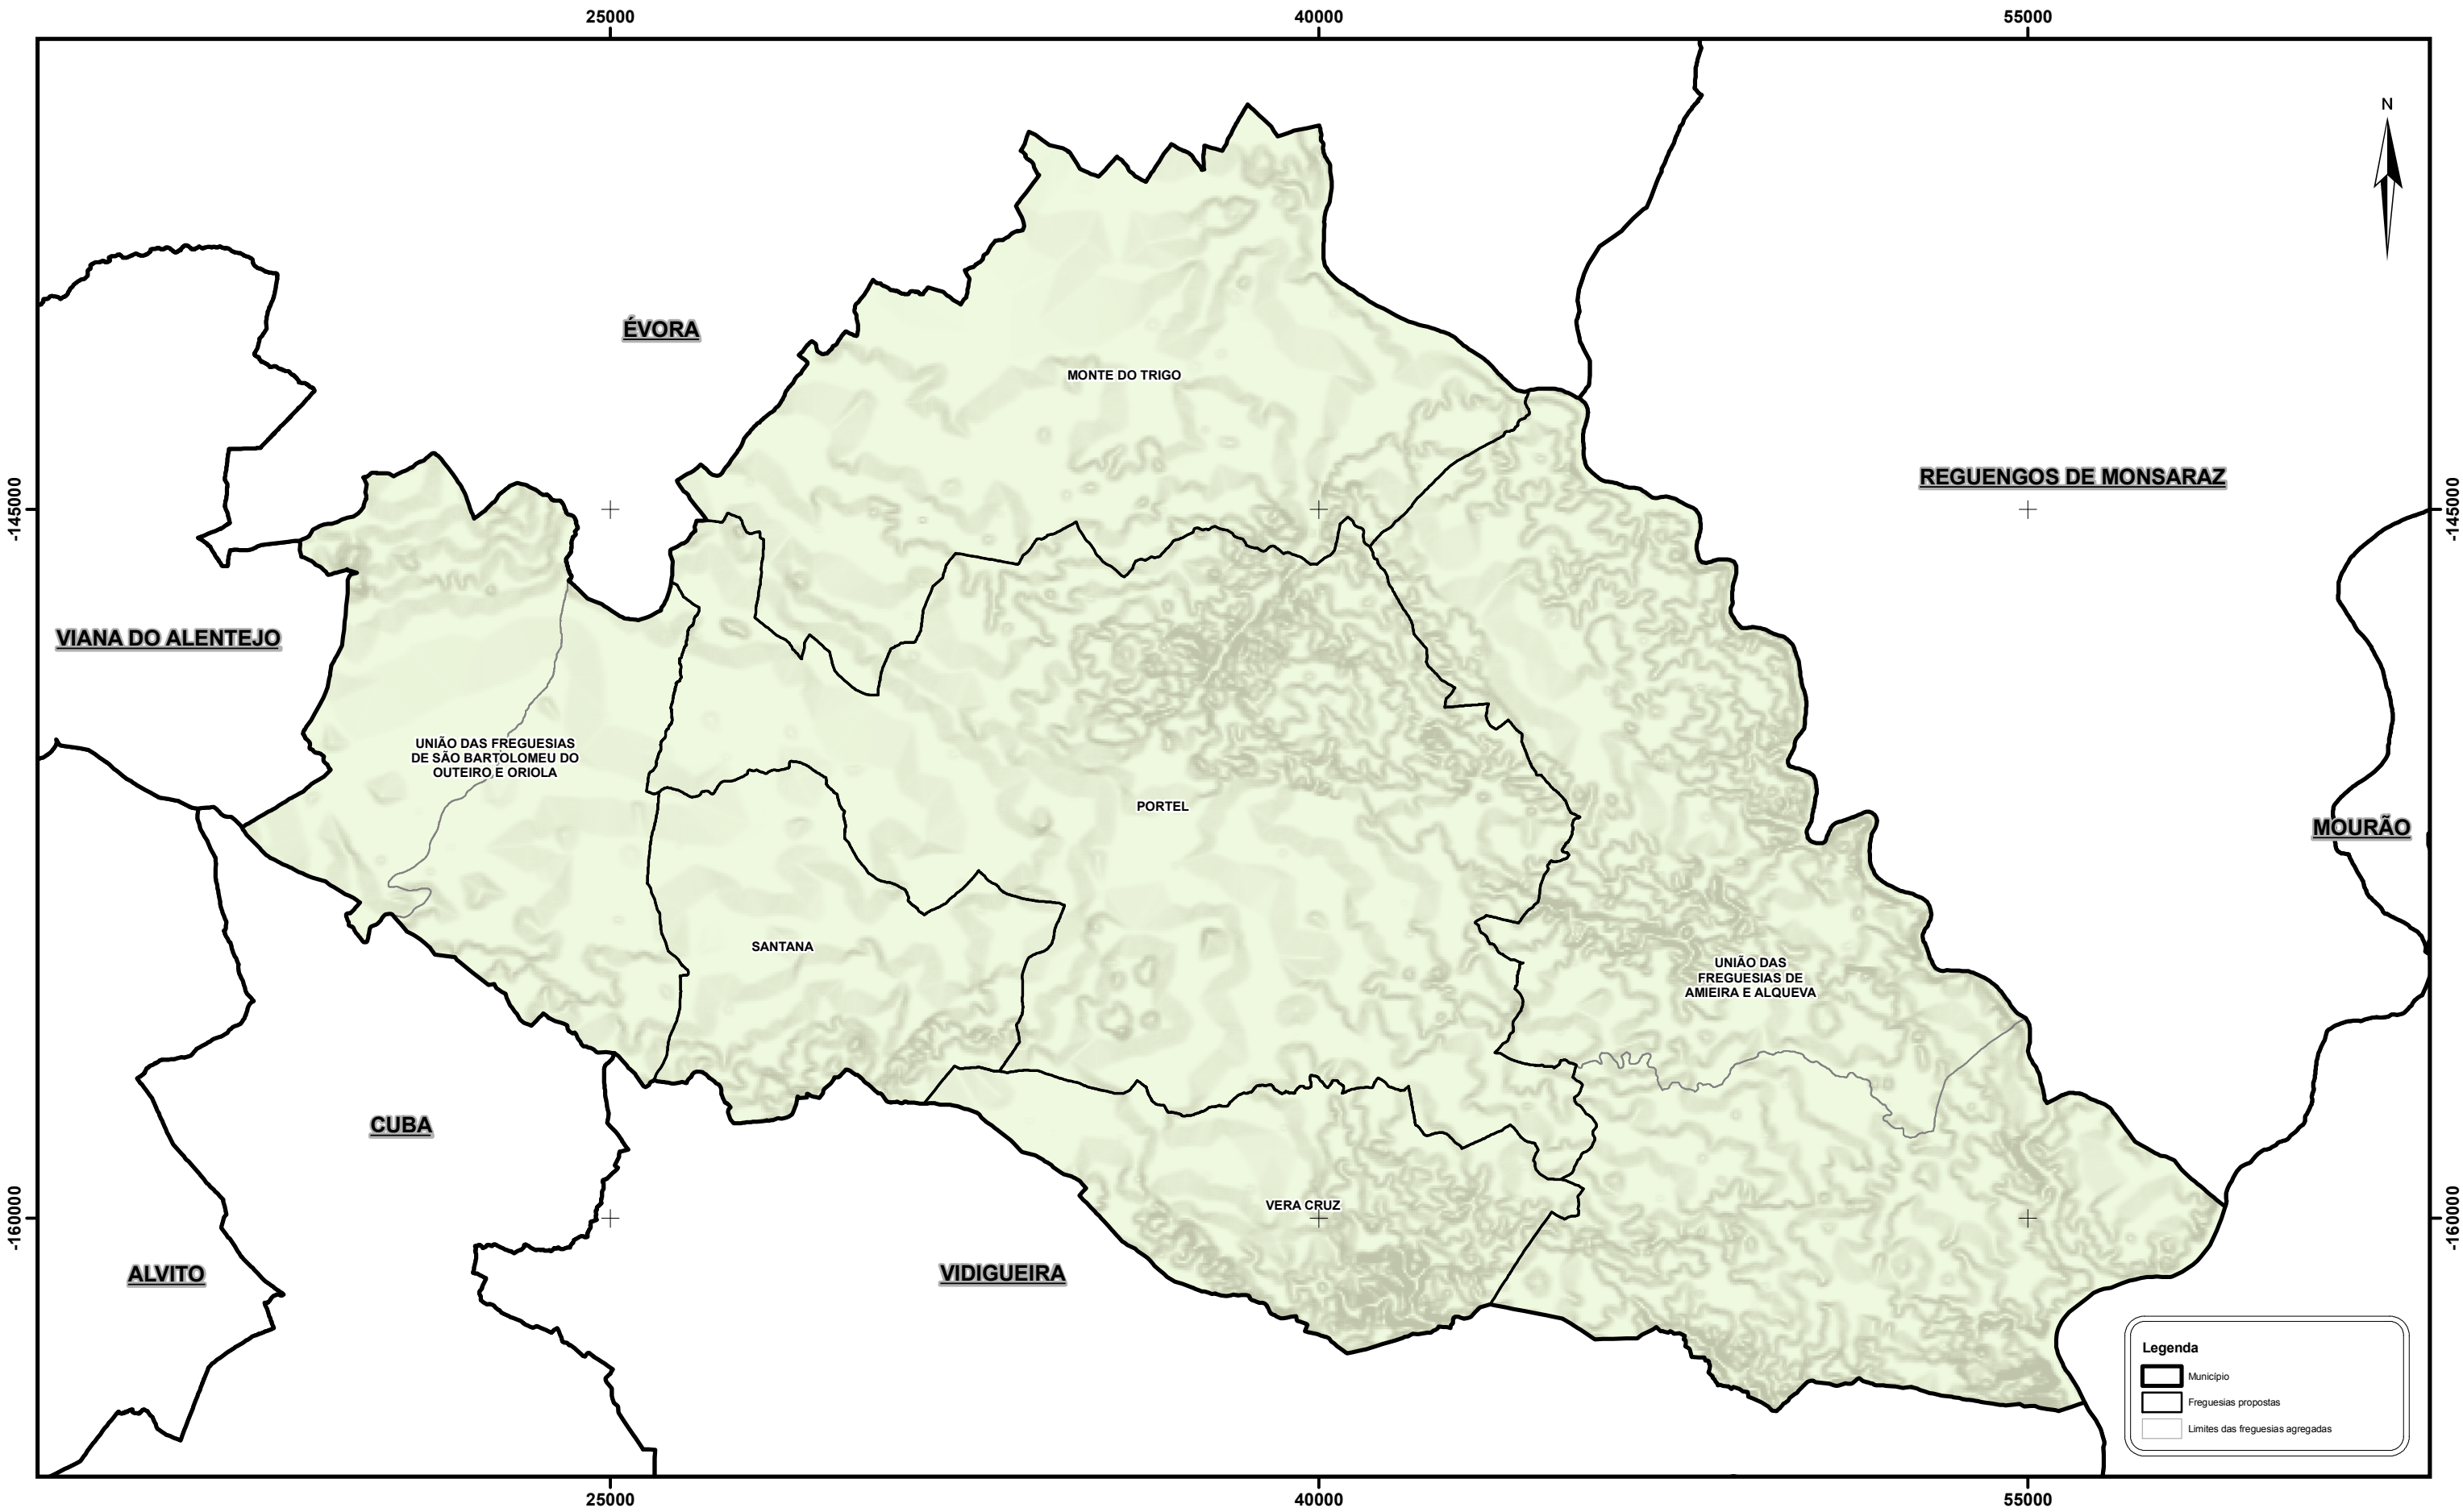 25000
40000
55000
N
ÉVORA
MONTE DO TRIGO
REGUENGOS DE MONSARAZ
-145000
-145000
VIANA DO ALENTEJO
UNIÃO DAS FREGUESIAS
DE SÃO BARTOLOMEU DO
OUTEIRO E ORIOLA
PORTEL
MOURÃO
SANTANA
UNIÃO DAS
FREGUESIAS DE
AMIEIRA E ALQUEVA
CUBA
VERA CRUZ
-160000
-160000
ALVITO
VIDIGUEIRA
Legenda
Município
Freguesias propostas
Limites das freguesias agregadas
25000
40000
55000